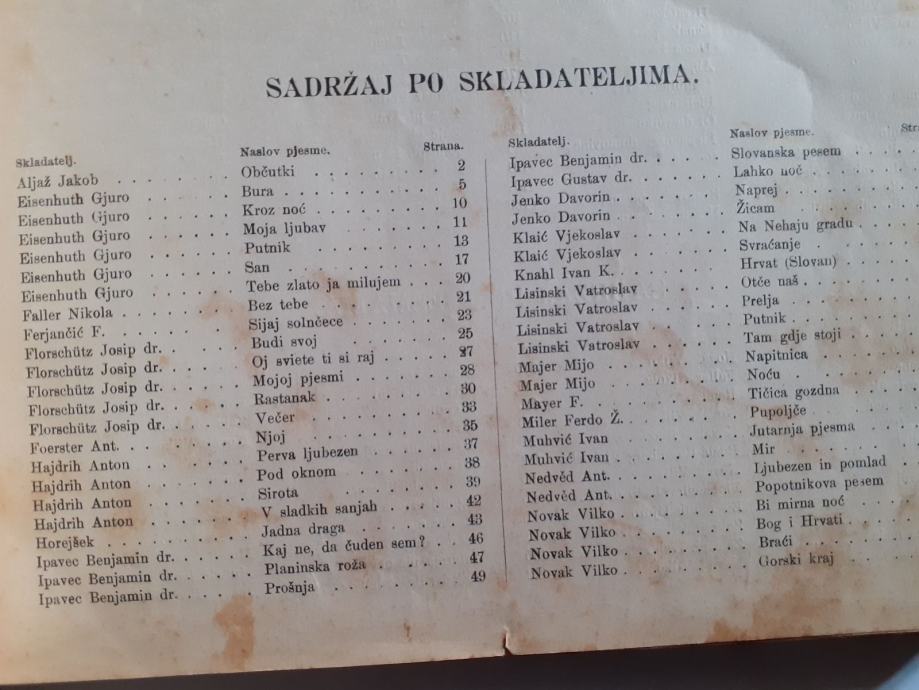 SADRŽAJ PO SKLADATELJIMA.
Skladatelj. Naslov pjesme. Strana.
Aljaž Jakob Občutki 2
Eisenhuth Gjuro Bura 5
Eisenhuth Gjuro Kroz noć 10
Eisenhuth Gjuro Moja ljubav 11
Eisenhuth Gjuro Putnik 13
Eisenhuth Gjuro San 17
Eisenhuth Gjuro Tebe zlato ja milujem 20
Faller Nikola Bez tebe 21
Ferjančić F. Sijaj solnčece 23
Florschütz Josip dr. Budi svoj 25
Florschütz Josip dr. Oj sviete ti si raj 27
Florschütz Josip dr. Mojoj pjesmi 28
Florschütz Josip dr. Rastanak 30
Florschütz Josip dr. Večer 33
Foerster Ant. Njoj 35
Hajdrih Anton Perva ljubezen 37
Hajdrih Anton Pod oknom 38
Hajdrih Anton Sirota 39
Hajdrih Anton V sladkih sanjah 42
Horejšek Jadna draga 43
Ipavec Benjamin dr. Kaj ne, da čuden sem? 46
Ipavec Benjamin dr. Planinska roža 47
Ipavec Benjamin dr. Prošnja 49
Skladatelj. Naslov pjesme.
Ipavec Benjamin dr. Slovanska pesem
Ipavec Gustav dr. Lahko noč
Jenko Davorin Naprej
Jenko Davorin Žicam
Klaić Vjekoslav Na Nehaju gradu
Klaić Vjekoslav Svraćanje
Knahl Ivan K. Hrvat (Slovan)
Lisinski Vatroslav Otče naš
Lisinski Vatroslav Prelja
Lisinski Vatroslav Putnik
Lisinski Vatroslav Tam gdje stoji
Majer Mijo Napitnica
Majer Mijo Noću
Mayer F. Tičica gozdna
Miler Ferdo Ž. Pupoljče
Muhvić Ivan Jutarnja pjesma
Muhvić Ivan Mir
Nedvěd Ant. Ljubezen in pomlad
Nedvěd Ant. Popotnikova pesem
Novak Vilko Bi mirna noć
Novak Vilko Bog i Hrvati
Novak Vilko Braći
Novak Vilko Gorski kraj